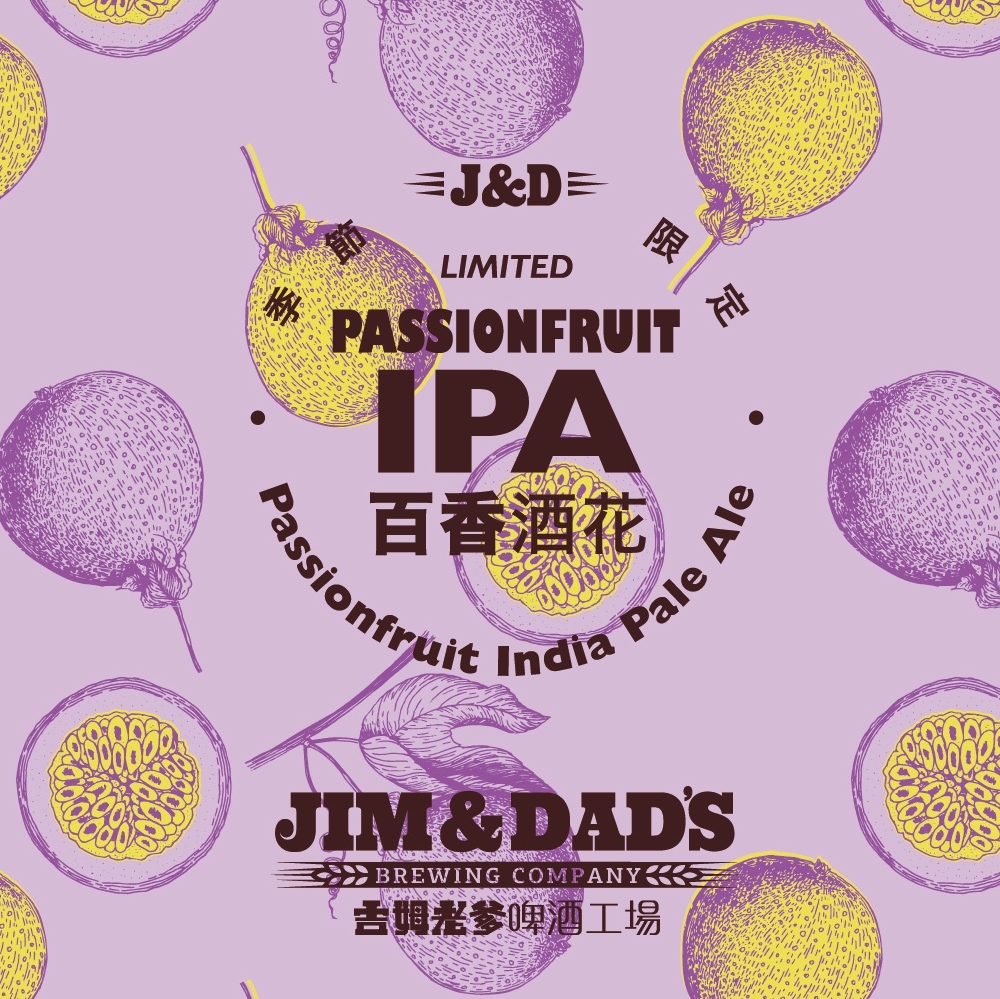 J&D
季節限定
LIMITED
PASSIONFRUIT
IPA
百香酒花
Passionfruit India Pale Ale
JIM & DAD'S
BREWING COMPANY
吉姆老爹啤酒工場